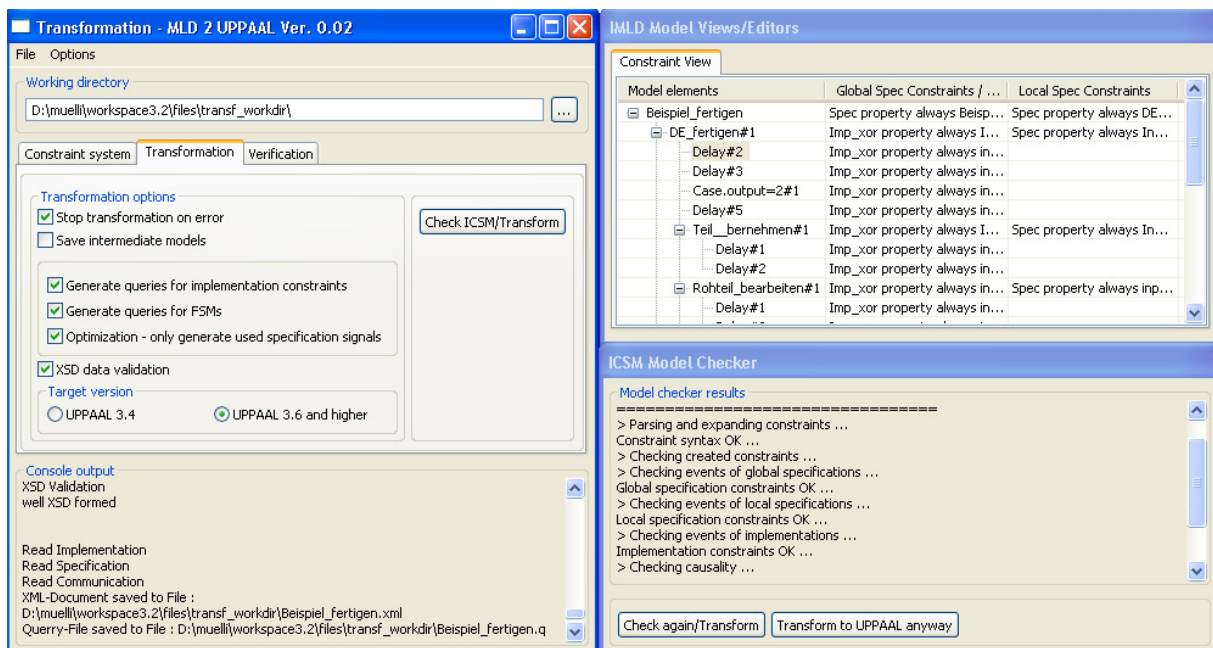 Transformation - MLD 2 UPPAAL Ver. 0.02
File Options
Working directory
D:\muelli\workspace3.2\files\transf_workdir\
...
Constraint system Transformation Verification
Transformation options
Stop transformation on error
Save intermediate models
Generate queries for implementation constraints
Generate queries for FSMs
Optimization - only generate used specification signals
XSD data validation
Target version
UPPAAL 3.4 UPPAAL 3.6 and higher
Check ICSM/Transform
Console output
XSD Validation
well XSD formed
Read Implementation
Read Specification
Read Communication
XML-Document saved to File :
D:\muelli\workspace3.2\files\transf_workdir\Beispiel_fertigen.xml
Querry-File saved to File : D:\muelli\workspace3.2\files\transf_workdir\Beispiel_fertigen.q
IMLD Model Views/Editors
Constraint View
Model elements Global Spec Constraints / ... Local Spec Constraints
Beispiel_fertigen Spec property always Beisp... Spec property always DE...
DE_fertigen#1 Imp_xor property always I... Spec property always In...
Delay#2 Imp_xor property always in...
Delay#3 Imp_xor property always in...
Case.output=2#1 Imp_xor property always in...
Delay#5 Imp_xor property always in...
Teil__bernehmen#1 Imp_xor property always I... Spec property always In...
Delay#1 Imp_xor property always in...
Delay#2 Imp_xor property always in...
Rohteil_bearbeiten#1 Imp_xor property always in... Spec property always inp...
Delay#1 Imp_xor property always in...
ICSM Model Checker
Model checker results
=================================
> Parsing and expanding constraints ...
Constraint syntax OK ...
> Checking created constraints ...
> Checking events of global specifications ...
Global specification constraints OK ...
> Checking events of local specifications ...
Local specification constraints OK ...
> Checking events of implementations ...
Implementation constraints OK ...
> Checking causality ...
Check again/Transform Transform to UPPAAL anyway